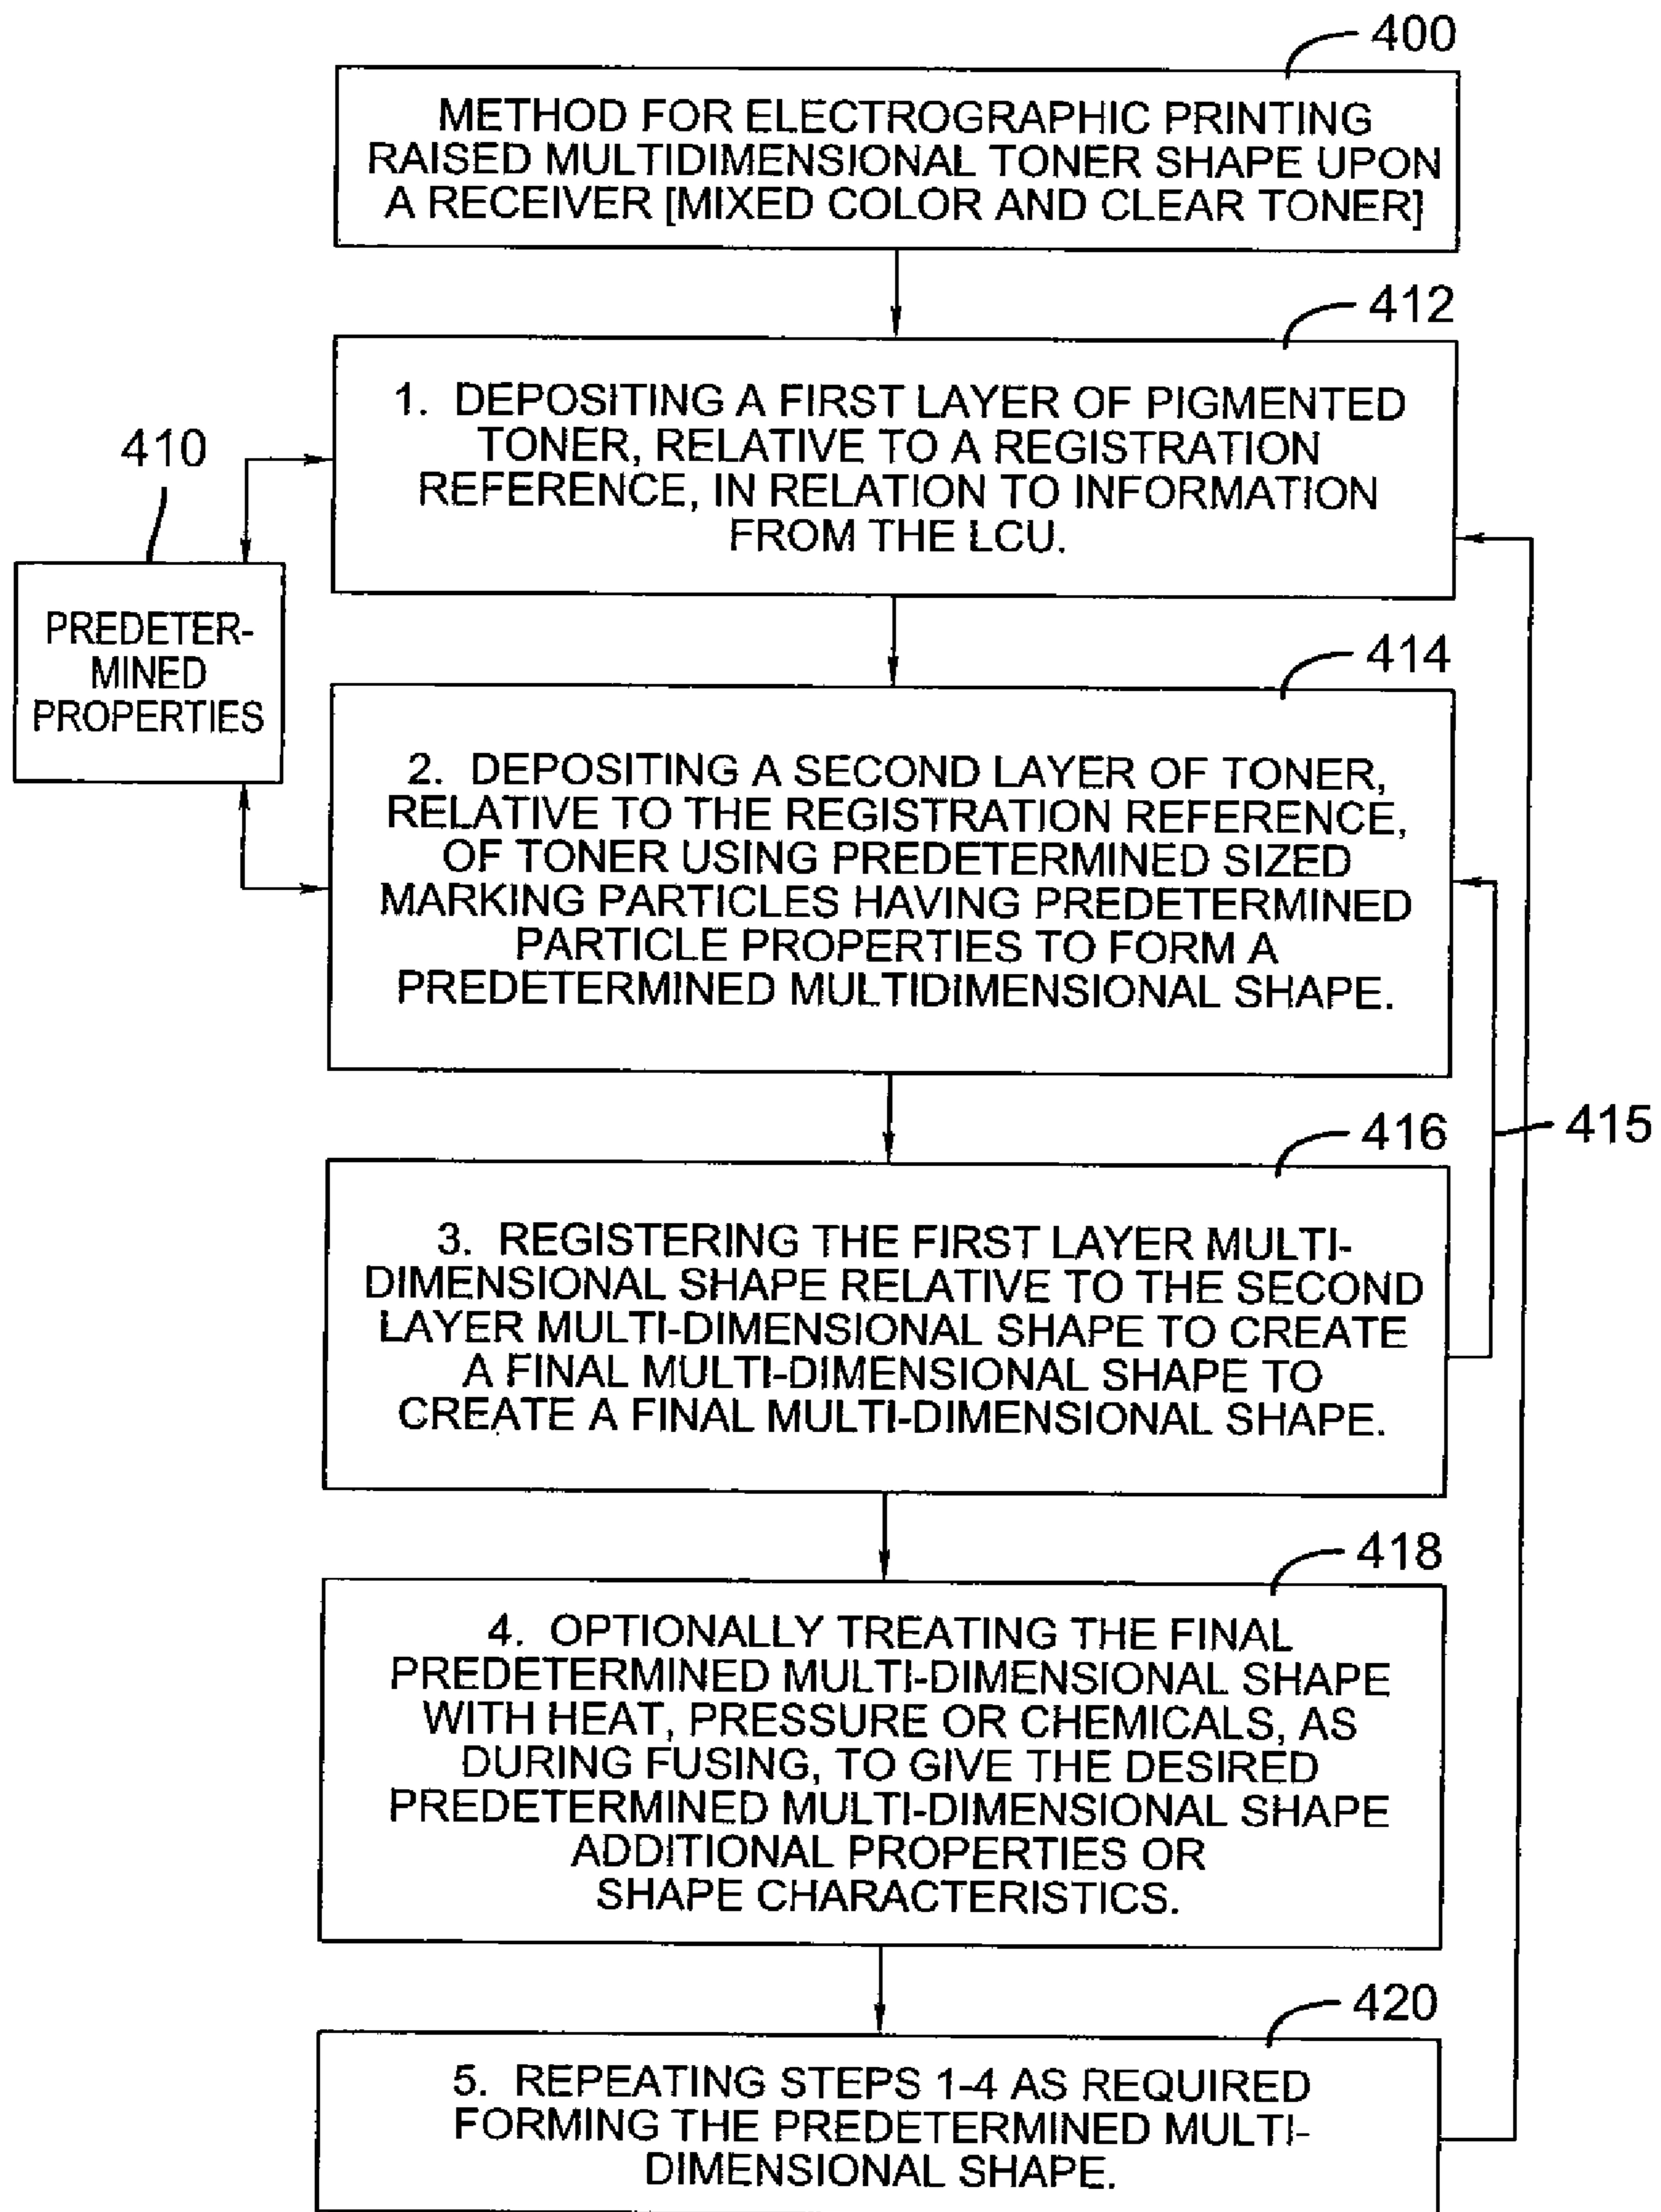 400
METHOD FOR ELECTROGRAPHIC PRINTING
RAISED MULTIDIMENSIONAL TONER SHAPE UPON
A RECEIVER [MIXED COLOR AND CLEAR TONER]
412
1. DEPOSITING A FIRST LAYER OF PIGMENTED
TONER, RELATIVE TO A REGISTRATION
REFERENCE, IN RELATION TO INFORMATION
FROM THE LCU.
410
PREDETER-
MINED
PROPERTIES
414
2. DEPOSITING A SECOND LAYER OF TONER,
RELATIVE TO THE REGISTRATION REFERENCE,
OF TONER USING PREDETERMINED SIZED
MARKING PARTICLES HAVING PREDETERMINED
PARTICLE PROPERTIES TO FORM A
PREDETERMINED MULTIDIMENSIONAL SHAPE.
415
416
3. REGISTERING THE FIRST LAYER MULTI-
DIMENSIONAL SHAPE RELATIVE TO THE SECOND
LAYER MULTI-DIMENSIONAL SHAPE TO CREATE
A FINAL MULTI-DIMENSIONAL SHAPE TO
CREATE A FINAL MULTI-DIMENSIONAL SHAPE.
418
4. OPTIONALLY TREATING THE FINAL
PREDETERMINED MULTI-DIMENSIONAL SHAPE
WITH HEAT, PRESSURE OR CHEMICALS, AS
DURING FUSING, TO GIVE THE DESIRED
PREDETERMINED MULTI-DIMENSIONAL SHAPE
ADDITIONAL PROPERTIES OR
SHAPE CHARACTERISTICS.
420
5. REPEATING STEPS 1-4 AS REQUIRED
FORMING THE PREDETERMINED MULTI-
DIMENSIONAL SHAPE.